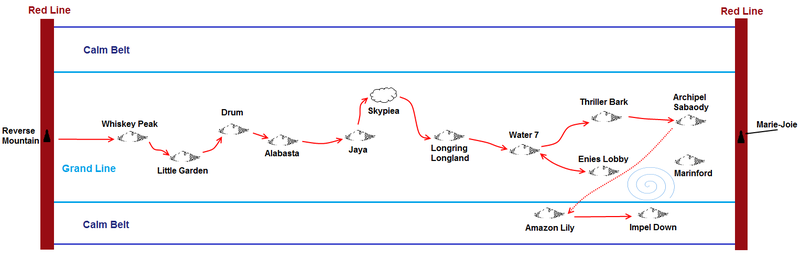 Red Line
Red Line
Calm Belt
Skypiea
Thriller Bark
Archipel
Sabaody
Drum
Whiskey Peak
Reverse
Mountain
Marie-Joie
Water 7
Alabasta
Jaya
Longring
Longland
Little Garden
Enies Lobby
Marinford
Grand Line
Calm Belt
Amazon Lily
Impel Down